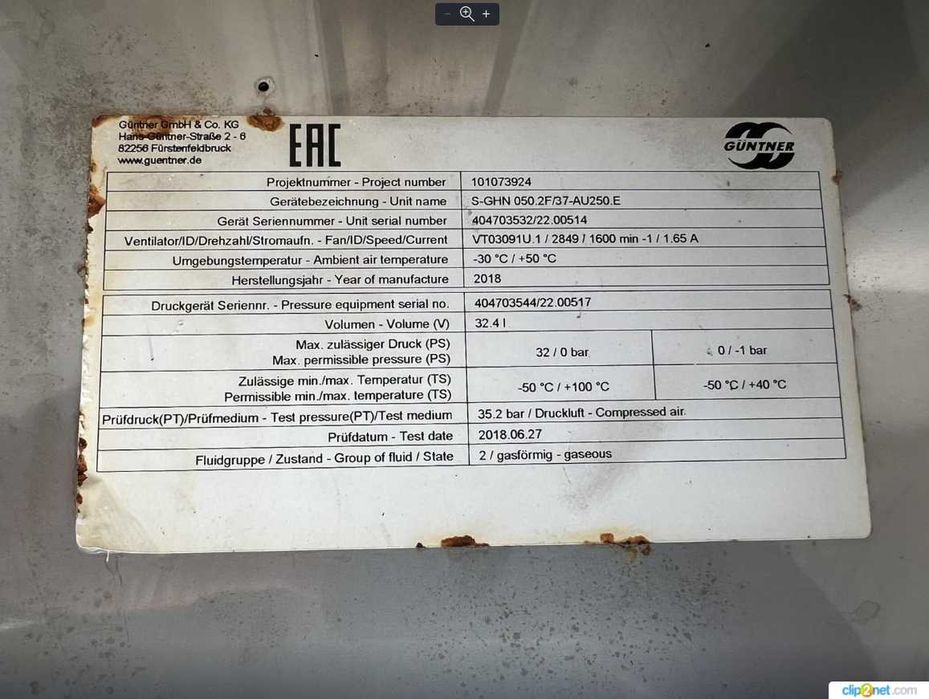 Güntner GmbH & Co. KG
Hans-Güntner-Straße 2 - 6
82256 Fürstenfeldbruck
www.guentner.de
EAC
GÜNTNER
Projektnummer - Project number 101073924
Gerätebezeichnung - Unit name S-GHN 050.2F/37-AU250.E
Gerät Seriennummer - Unit serial number 404703532/22.00514
Ventilator/ID/Drehzahl/Stromaufn. - Fan/ID/Speed/Current VT03091U.1 / 2849 / 1600 min -1 / 1.65 A
Umgebungstemperatur - Ambient air temperature -30 °C / +50 °C
Herstellungsjahr - Year of manufacture 2018
Druckgerät Seriennr. - Pressure equipment serial no. 404703544/22.00517
Volumen - Volume (V) 32.4 l
Max. zulässiger Druck (PS)
Max. permissible pressure (PS)
32 / 0 bar 0 / -1 bar
Zulässige min./max. Temperatur (TS)
Permissible min./max. temperature (TS)
-50 °C / +100 °C -50 °C / +40 °C
Prüfdruck(PT)/Prüfmedium - Test pressure(PT)/Test medium 35.2 bar / Druckluft - Compressed air
Prüfdatum - Test date 2018.06.27
Fluidgruppe / Zustand - Group of fluid / State 2 / gasförmig - gaseous
clip2net.com